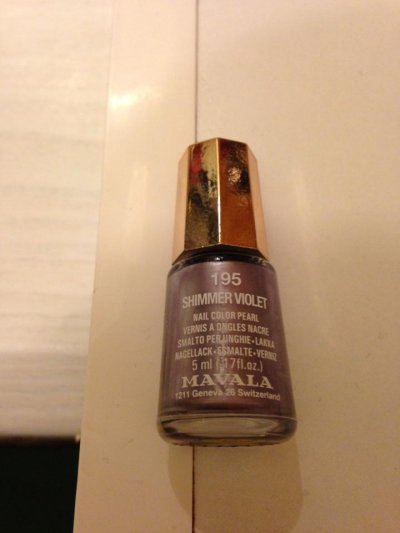 195
SHIMMER VIOLET
NAIL COLOR PEARL
VERNIS A ONGLES NACRE
SMALTO PER UNGHIE•LAKKA
NAGELLACK•ESMALTE•VERNIZ
5 ml (.17fl.oz.)
MAVALA
1211 Geneva 26 Switzerland